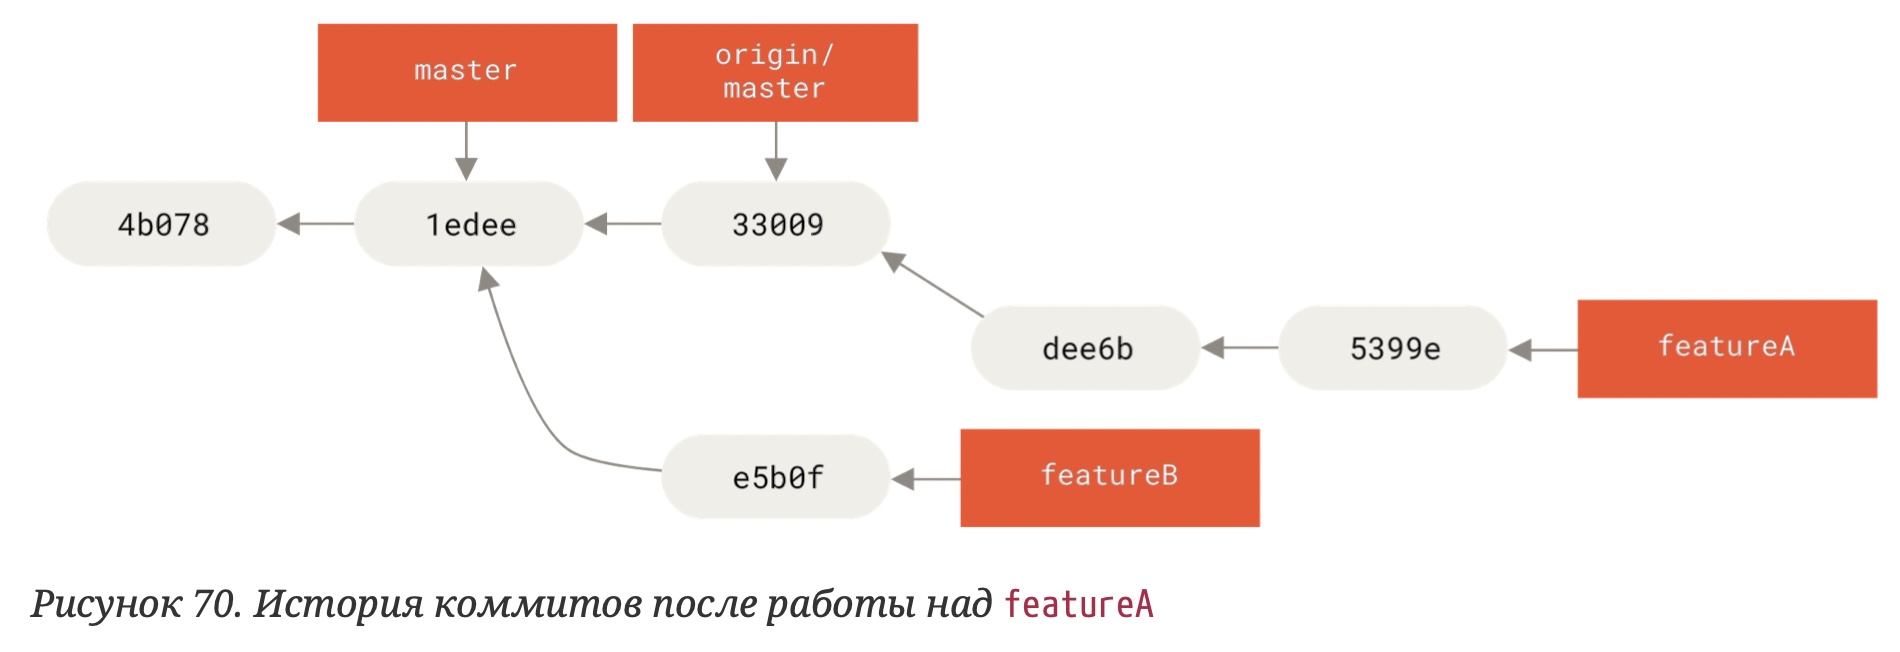 master
origin/
master
4b078
1edee
33009
dee6b
5399e
featureA
e5b0f
featureB
Рисунок 70. История коммитов после работы над featureA